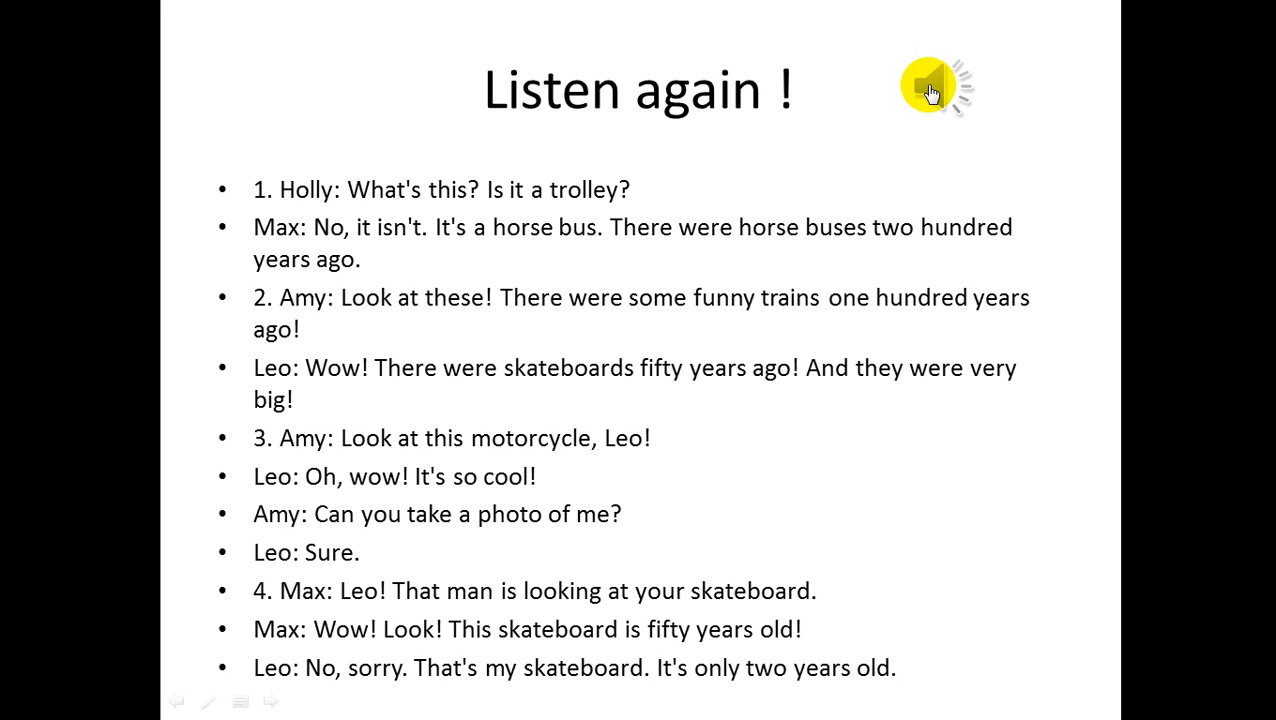 Listen again !
• 1. Holly: What's this? Is it a trolley?
• Max: No, it isn't. It's a horse bus. There were horse buses two hundred
years ago.
• 2. Amy: Look at these! There were some funny trains one hundred years
ago!
• Leo: Wow! There were skateboards fifty years ago! And they were very
big!
• 3. Amy: Look at this motorcycle, Leo!
• Leo: Oh, wow! It's so cool!
• Amy: Can you take a photo of me?
• Leo: Sure.
• 4. Max: Leo! That man is looking at your skateboard.
• Max: Wow! Look! This skateboard is fifty years old!
• Leo: No, sorry. That's my skateboard. It's only two years old.